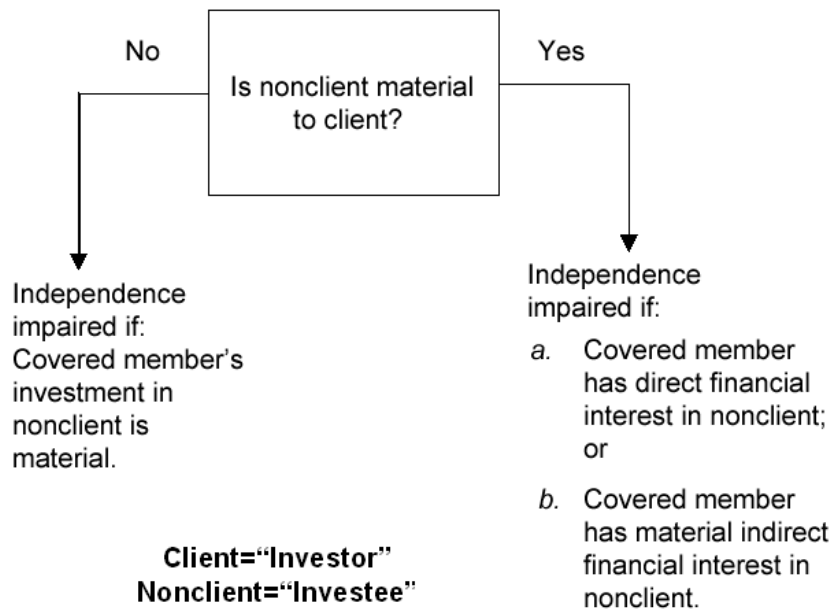 No
Is nonclient material
to client?
Yes
Independence
impaired if:
Covered member's
investment in
nonclient is
material.
Independence
impaired if:
a. Covered member
has direct financial
interest in nonclient;
or
b. Covered member
has material indirect
financial interest in
nonclient.
Client=“Investor”
Nonclient=“Investee”